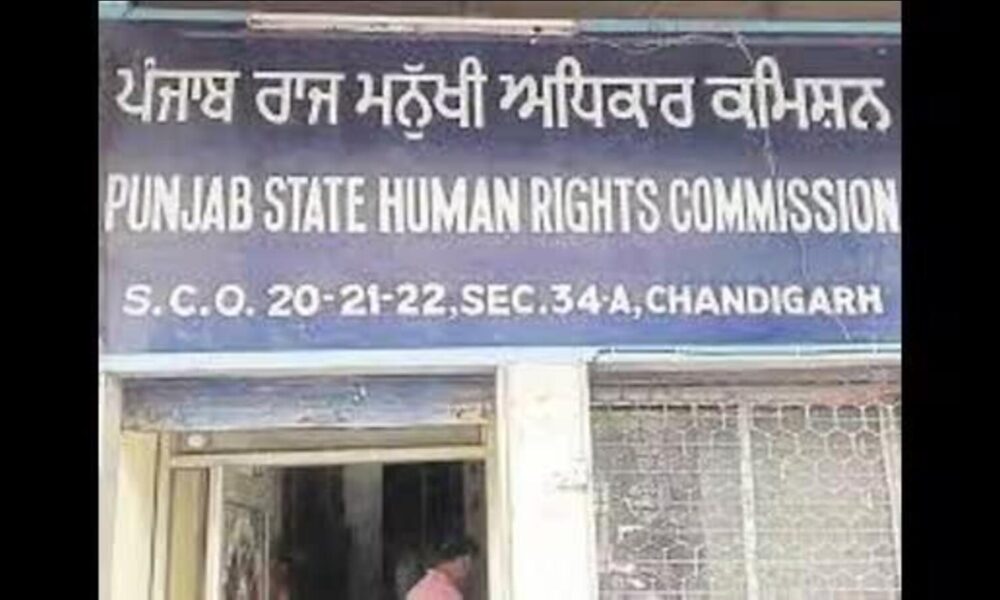 ਪੰਜਾਬ ਰਾਜ ਮਨੁੱਖੀ ਅਧਿਕਾਰ ਕਮਿਸ਼ਨ
PUNJAB STATE HUMAN RIGHTS COMMISSION
S.C.O. 20-21-22, SEC.34-A, CHANDIGARH